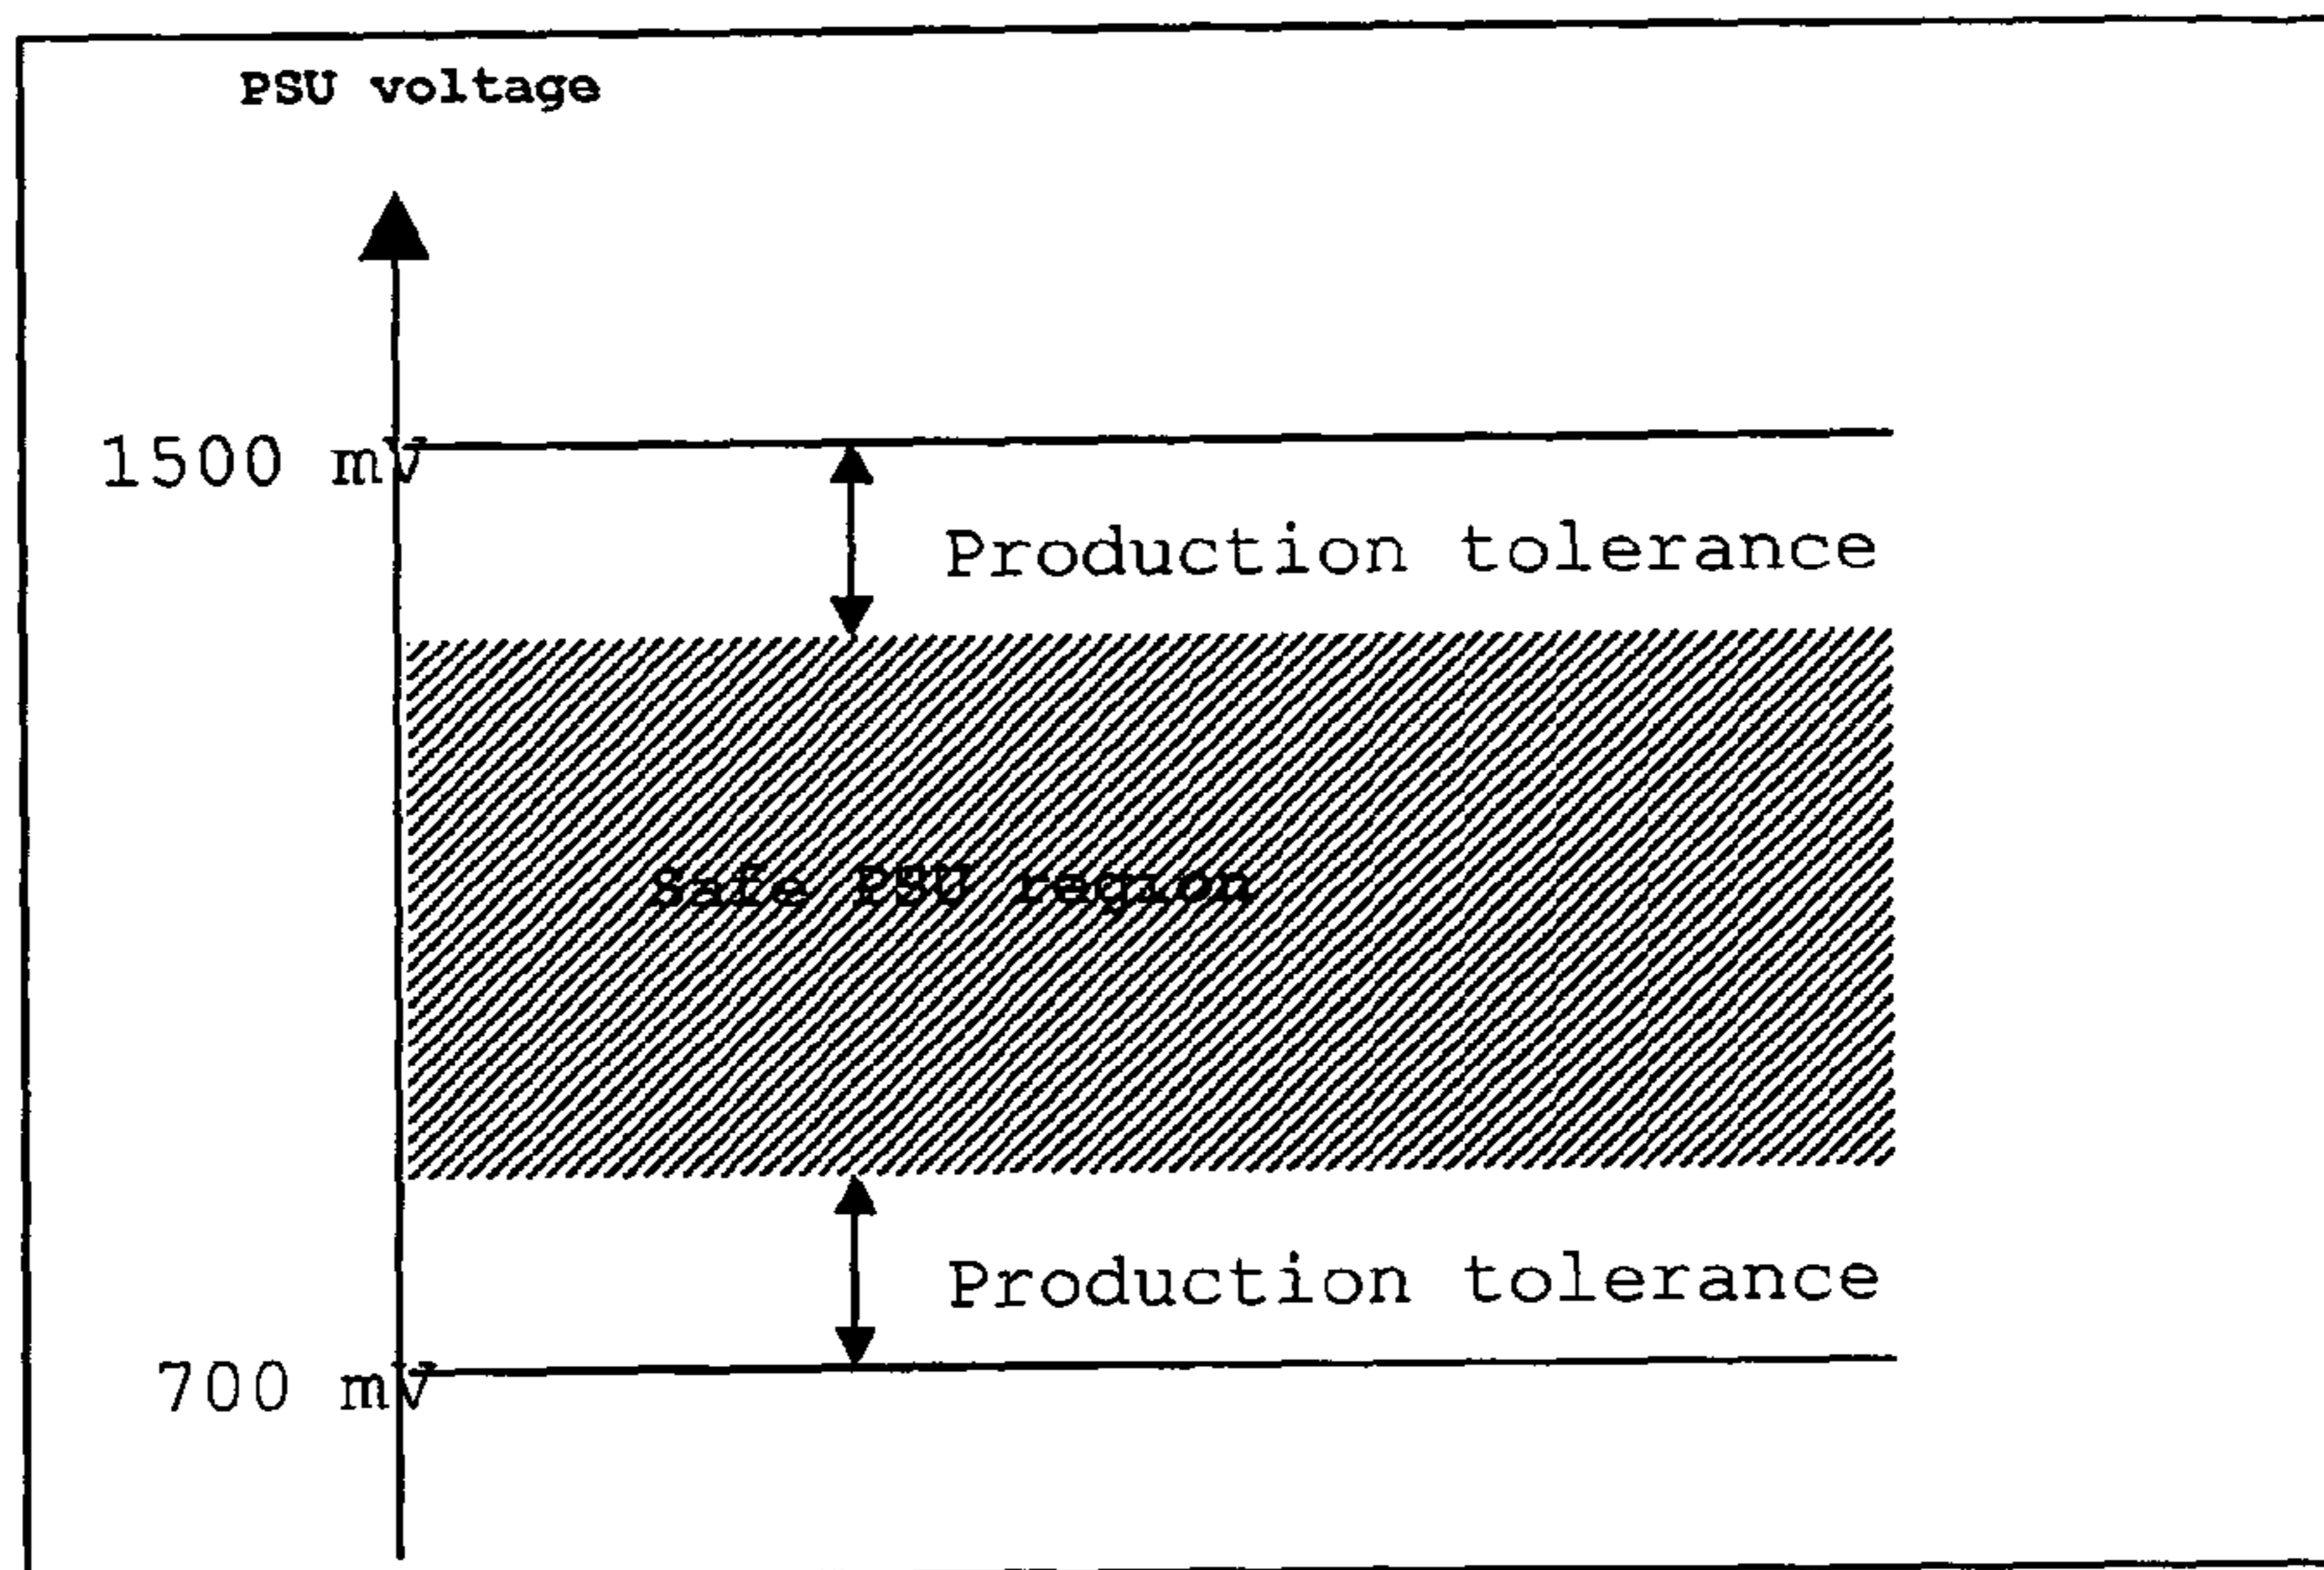 PSU voltage
1500 mV
Production tolerance
Safe PSU region
Production tolerance
700 mV